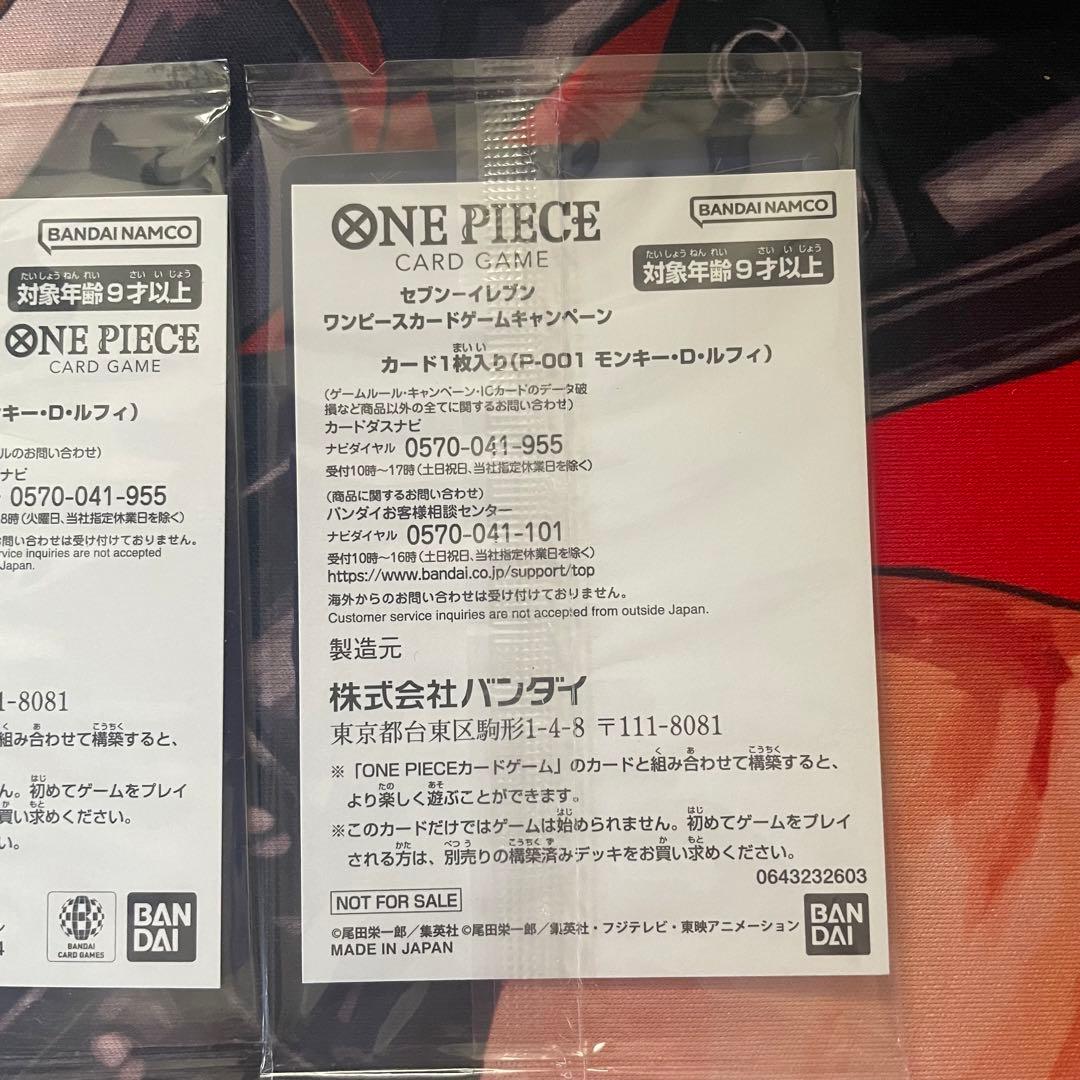 BANDAI NAMCO
たいしょうねんれい さいいじょう
対象年齢9才以上
ONE PIECE
CARD GAME
キー・D・ルフィ）
ルのお問い合わせ）
ナビ
0570-041-955
8時（火曜日、当社指定休業日を除く）
問い合わせは受け付けておりません。
vice inquiries are not accepted
Japan.
1-8081
く あ こうちく
組み合わせて構築すると、
はじ
ん。初めてゲームをプレイ
か もと
買い求めください。
い。
BANDAI
CARD GAMES
BAN
DAI
4
ONE PIECE
CARD GAME
BANDAI NAMCO
たいしょうねんれい さいいじょう
対象年齢9才以上
セブン-イレブン
ワンピースカードゲームキャンペーン
まいい
カード1枚入り（P-001 モンキー・D・ルフィ）
（ゲームルール・キャンペーン・ICカードのデータ破
損など商品以外の全てに関するお問い合わせ）
カードダスナビ
ナビダイヤル 0570-041-955
受付10時～17時（土日祝日、当社指定休業日を除く）
（商品に関するお問い合わせ）
バンダイお客様相談センター
ナビダイヤル 0570-041-101
受付10時～16時（土日祝日、当社指定休業日を除く）
https://www.bandai.co.jp/support/top
海外からのお問い合わせは受け付けておりません。
Customer service inquiries are not accepted from outside Japan.
製造元
株式会社バンダイ
東京都台東区駒形1-4-8 〒111-8081
く あ こうちく
※「ONE PIECEカードゲーム」のカードと組み合わせて構築すると、
たの あそ
より楽しく遊ぶことができます。
はじ はじ
※このカードだけではゲームは始められません。初めてゲームをプレイ
かた べつう こうちくず か もと
される方は、別売りの構築済みデッキをお買い求めください。
0643232603
NOT FOR SALE
©尾田栄一郎／集英社 ©尾田栄一郎／集英社・フジテレビ・東映アニメーション
MADE IN JAPAN
BAN
DAI